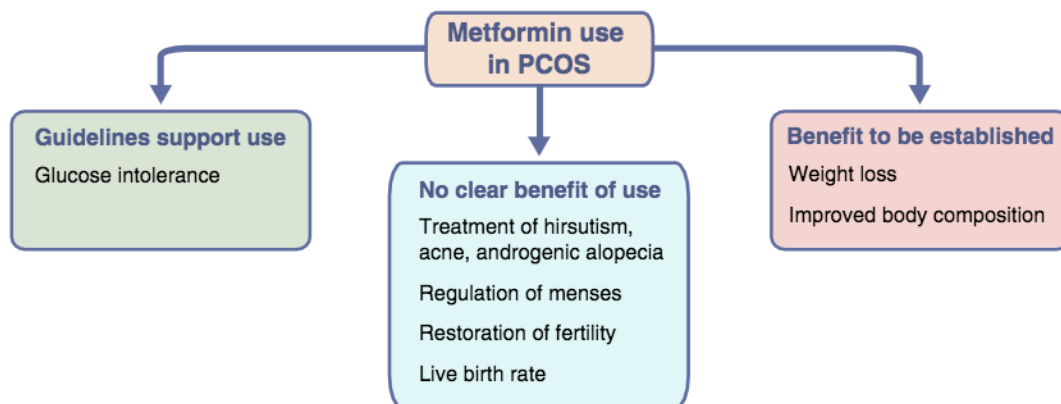 Metformin use
in PCOS
Guidelines support use
Glucose intolerance
No clear benefit of use
Treatment of hirsutism,
acne, androgenic alopecia
Regulation of menses
Restoration of fertility
Live birth rate
Benefit to be established
Weight loss
Improved body composition